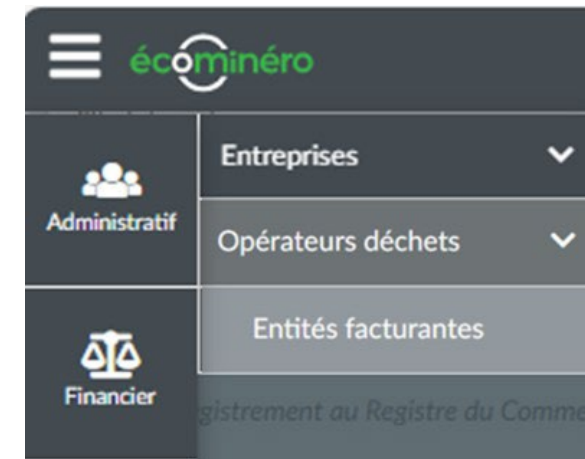 écominéro
Administratif
Entreprises
Opérateurs déchets
Entités facturantes
Financier
gistrement au Registre du Comme